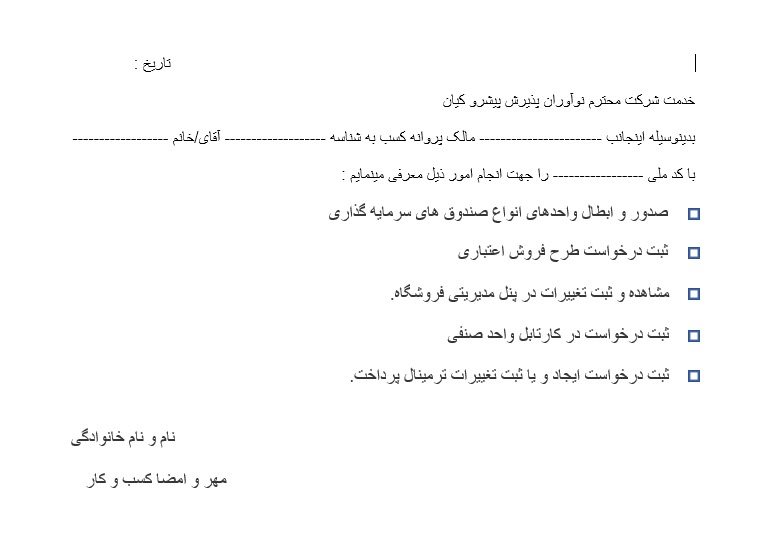 تاریخ :
خدمت شرکت محترم نوآوران پذیرش پیشرو کیان
بدینوسیله اینجانب ----------------------- مالک پروانه کسب به شناسه ------------------- آقای/خانم ------------------
با کد ملی ----------------- را جهت انجام امور ذیل معرفی مینمایم :
صدور و ابطال واحدهای انواع صندوق های سرمایه گذاری
ثبت درخواست طرح فروش اعتباری
مشاهده و ثبت تغییرات در پنل مدیریتی فروشگاه.
ثبت درخواست در کارتابل واحد صنفی
ثبت درخواست ایجاد و یا ثبت تغییرات ترمینال پرداخت.
نام و نام خانوادگی
مهر و امضا کسب و کار